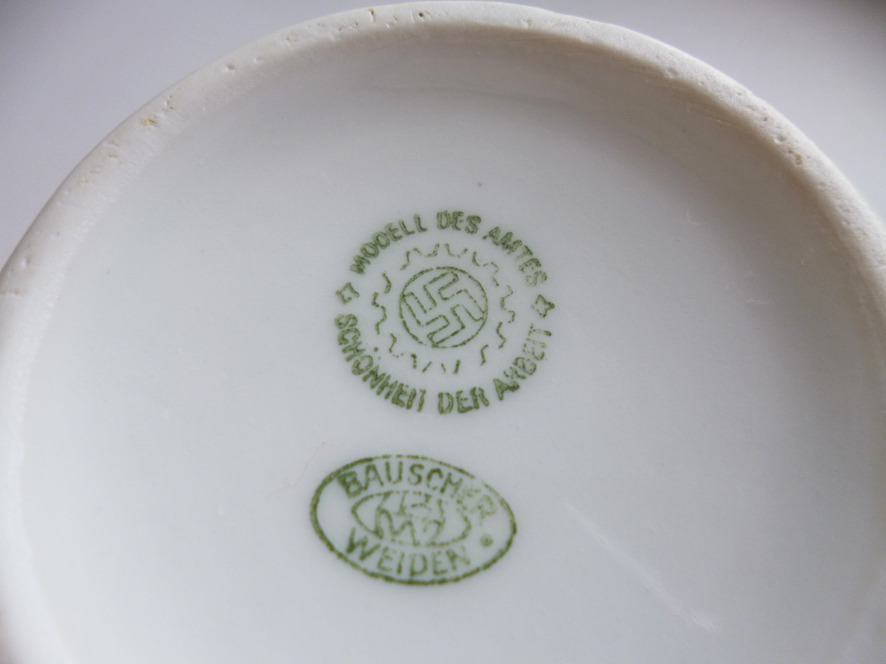 MODELL DES AMTES
SCHÖNHEIT DER ARBEIT
BAUSCHER
WEIDEN